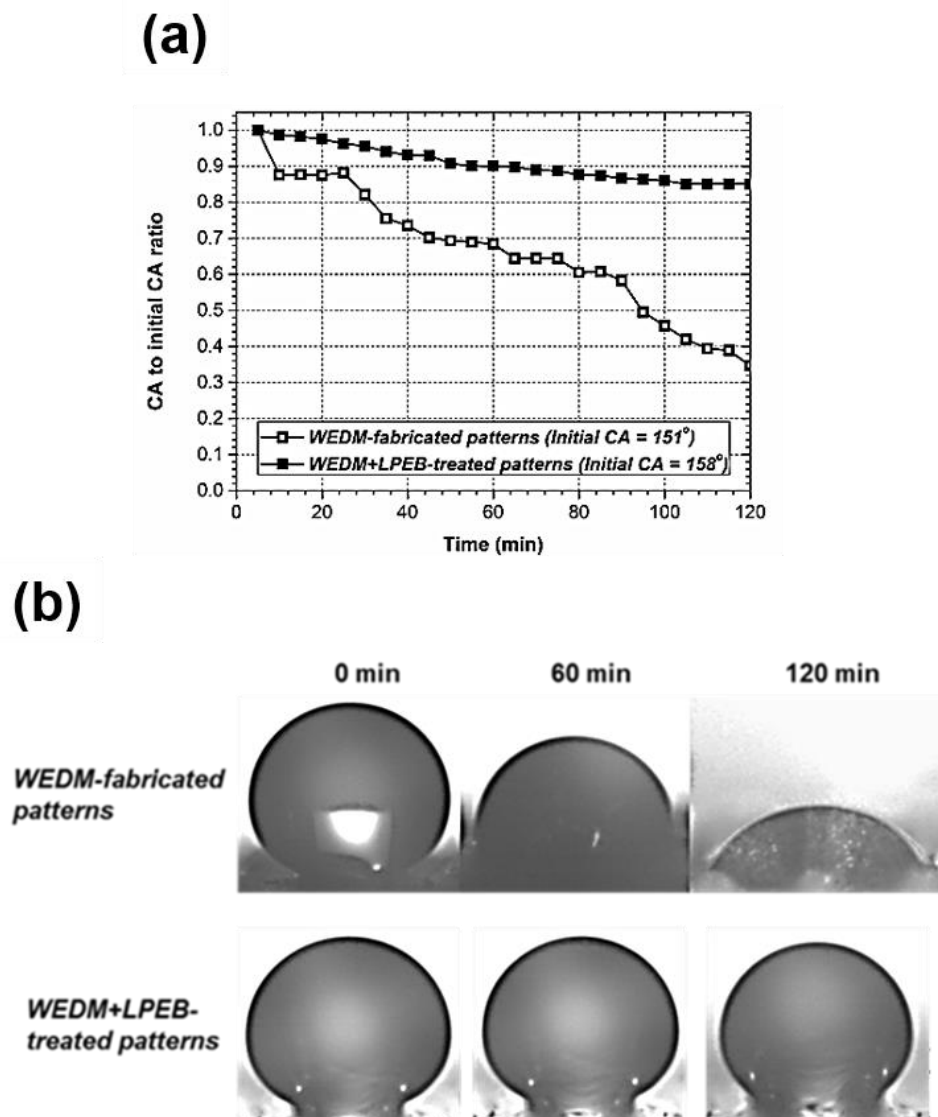 (a)
1.0
0.9
0.8
0.7
0.6
0.5
0.4
0.3
0.2
0.1
0.0
CA to initial CA ratio
WEDM-fabricated patterns (Initial CA = 151°)
WEDM+LPEB-treated patterns (Initial CA = 158°)
0 20 40 60 80 100 120
Time (min)
(b)
0 min 60 min 120 min
WEDM-fabricated
patterns
WEDM+LPEB-
treated patterns